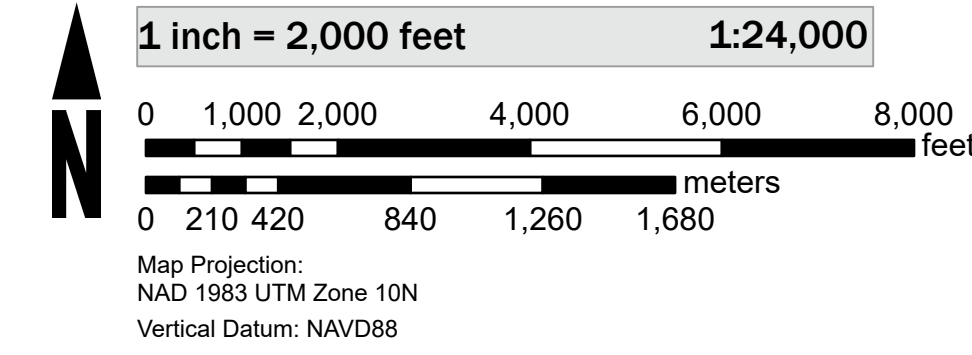 1 inch = 2,000 feet 1:24,000
0 1,000 2,000 4,000 6,000 8,000
feet
meters
0 210 420 840 1,260 1,680
N
Map Projection:
NAD 1983 UTM Zone 10N
Vertical Datum: NAVD88